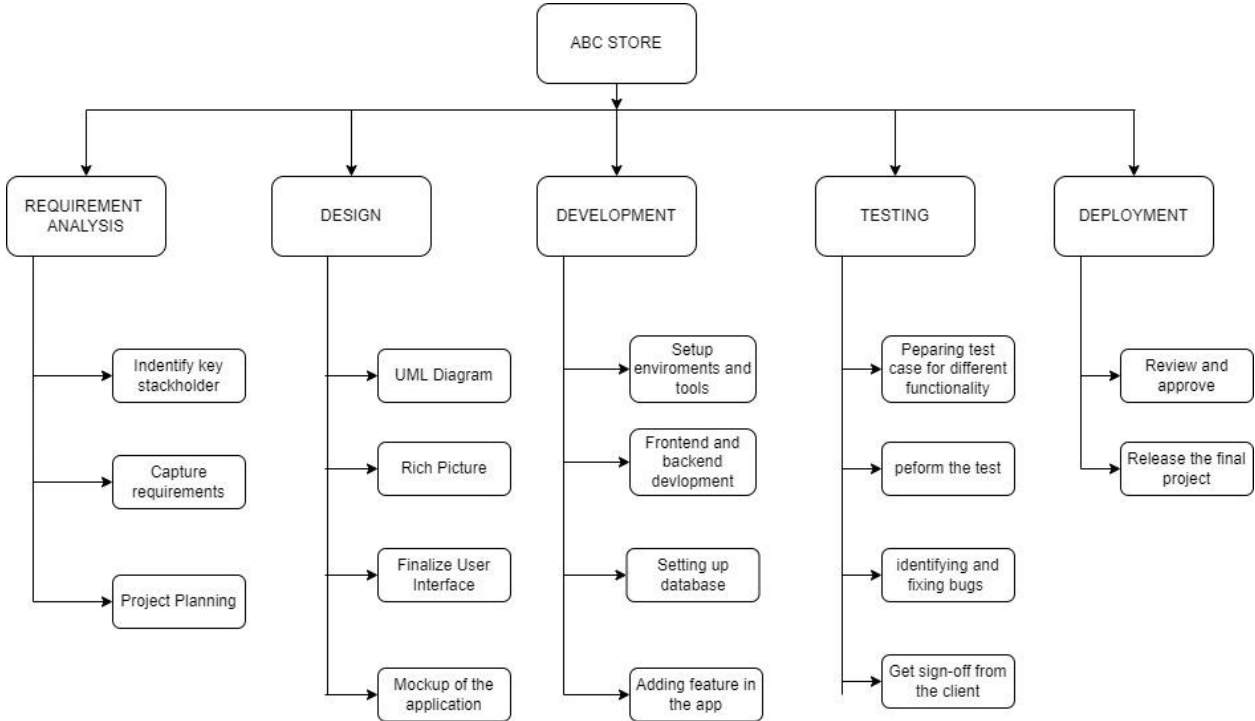 ABC STORE
REQUIREMENT
ANALYSIS
DESIGN
DEVELOPMENT
TESTING
DEPLOYMENT
Indentify key
stackholder
Capture
requirements
Project Planning
UML Diagram
Rich Picture
Finalize User
Interface
Mockup of the
application
Setup
enviroments and
tools
Frontend and
backend
devlopment
Setting up
database
Adding feature in
the app
Peparing test
case for different
functionality
peform the test
identifying and
fixing bugs
Get sign-off from
the client
Review and
approve
Release the final
project